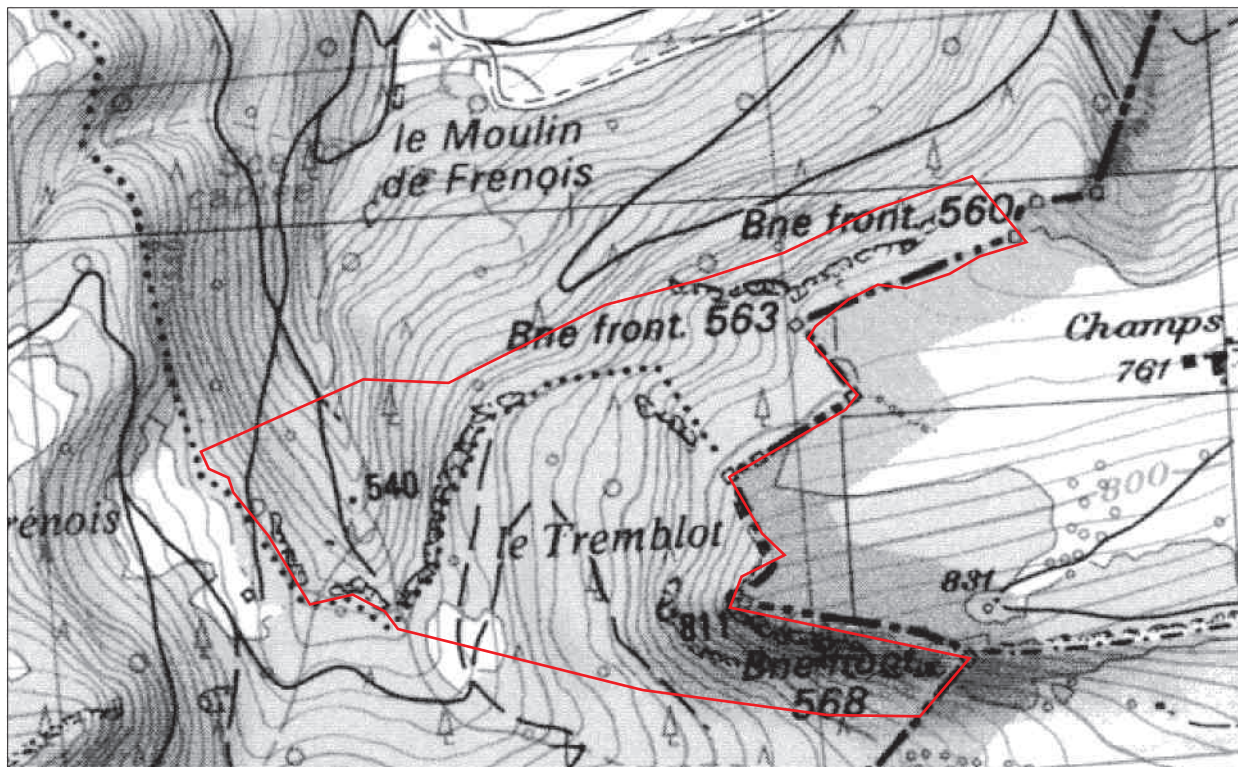 le Moulin
de Frenois
Bne front. 560
Bne front. 563
Champs
761
540
rénois
le Tremblot
800
831
811
568